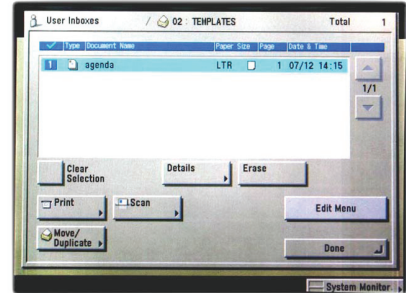 User Inboxes / 02 : TEMPLATES Total 1
Type Document Name Paper Size Page Date & Time
1 agenda LTR 1 07/12 14:15
1/1
Clear Selection
Details
Erase
Print
Scan
Edit Menu
Move/
Duplicate
Done
System Monitor